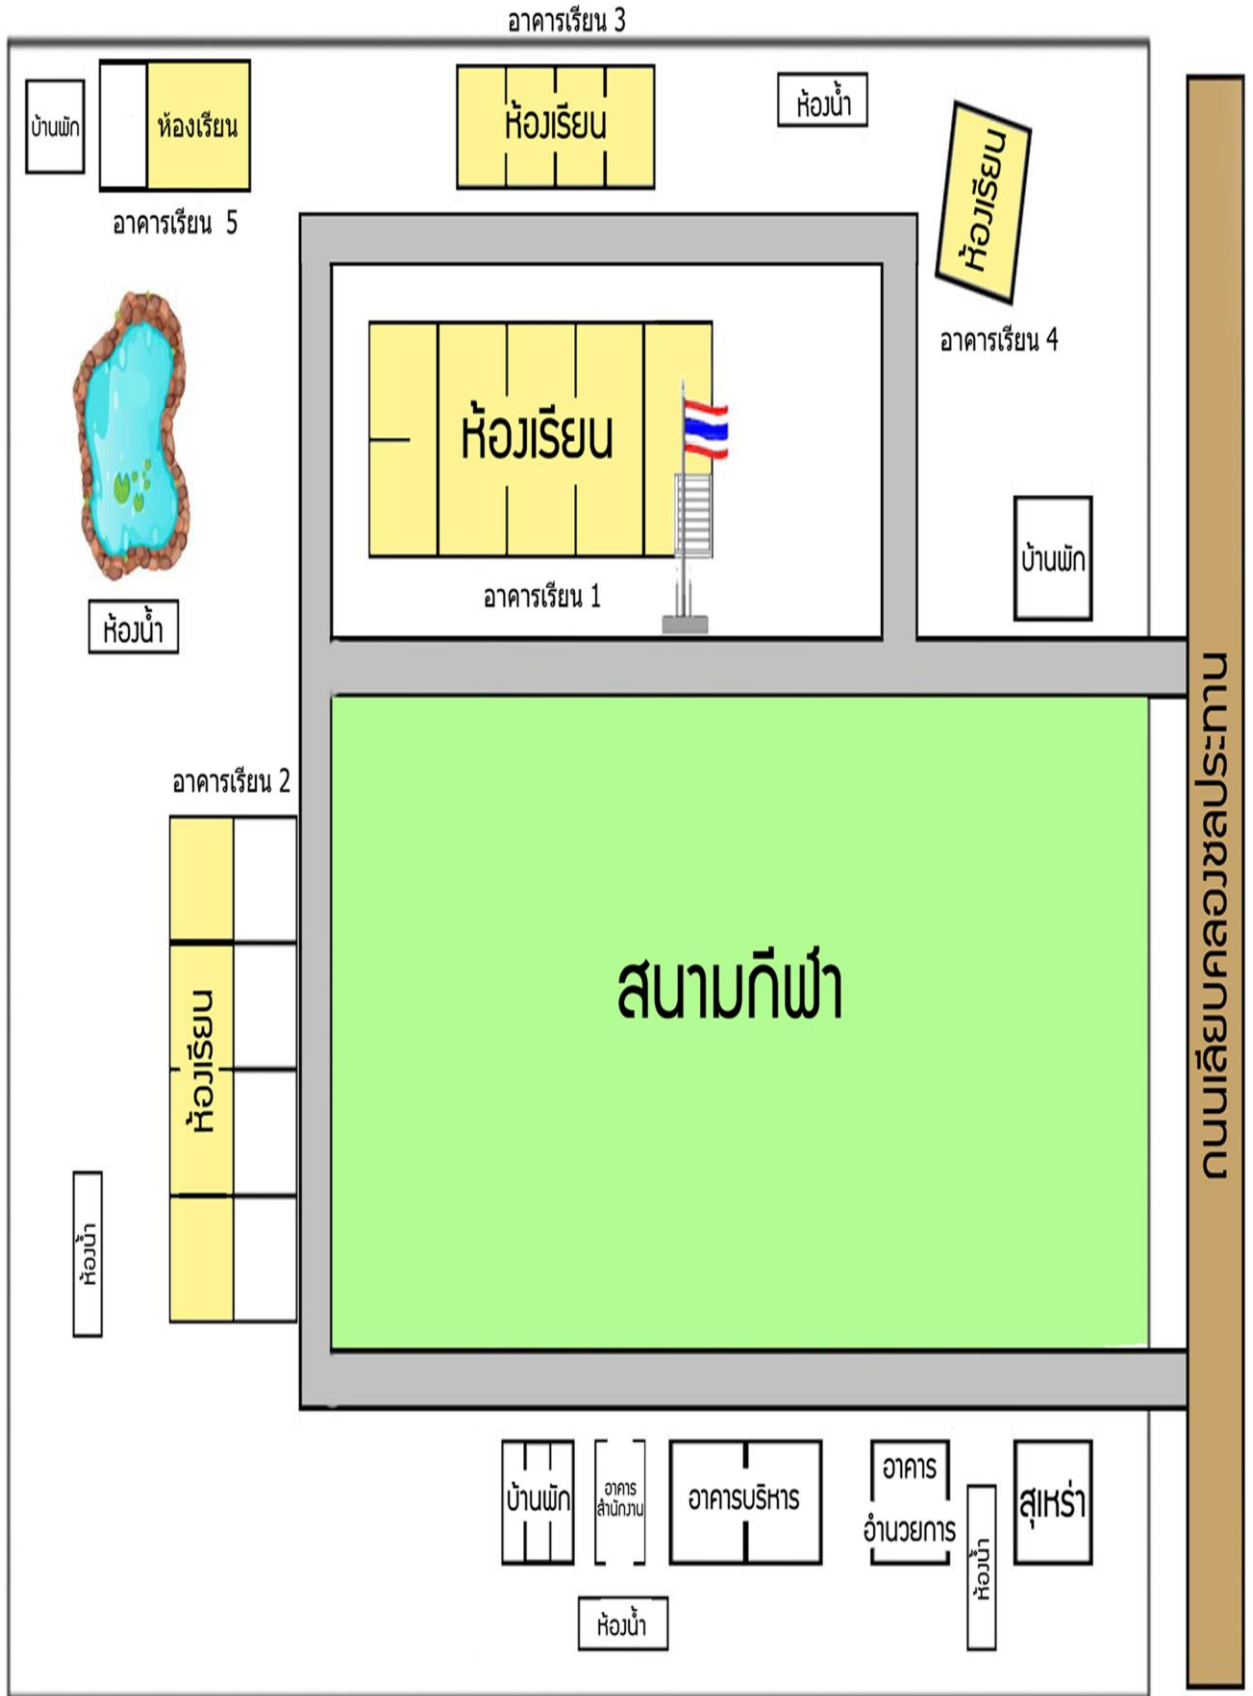 อาคารเรียน 3
บ้านพัก
ห้องเรียน
ห้องเรียน
ห้องน้ำ
ห้องเรียน
อาคารเรียน 5
อาคารเรียน 4
ห้องเรียน
บ้านพัก
อาคารเรียน 1
ห้องน้ำ
ถนนเลียบคลองชลประทาน
อาคารเรียน 2
สนามกีฬา
ห้องเรียน
ห้องน้ำ
บ้านพัก
อาคาร
สำนักงาน
อาคารบริหาร
อาคาร
อำนวยการ
ห้องน้ำ
สุเหร่า
ห้องน้ำ